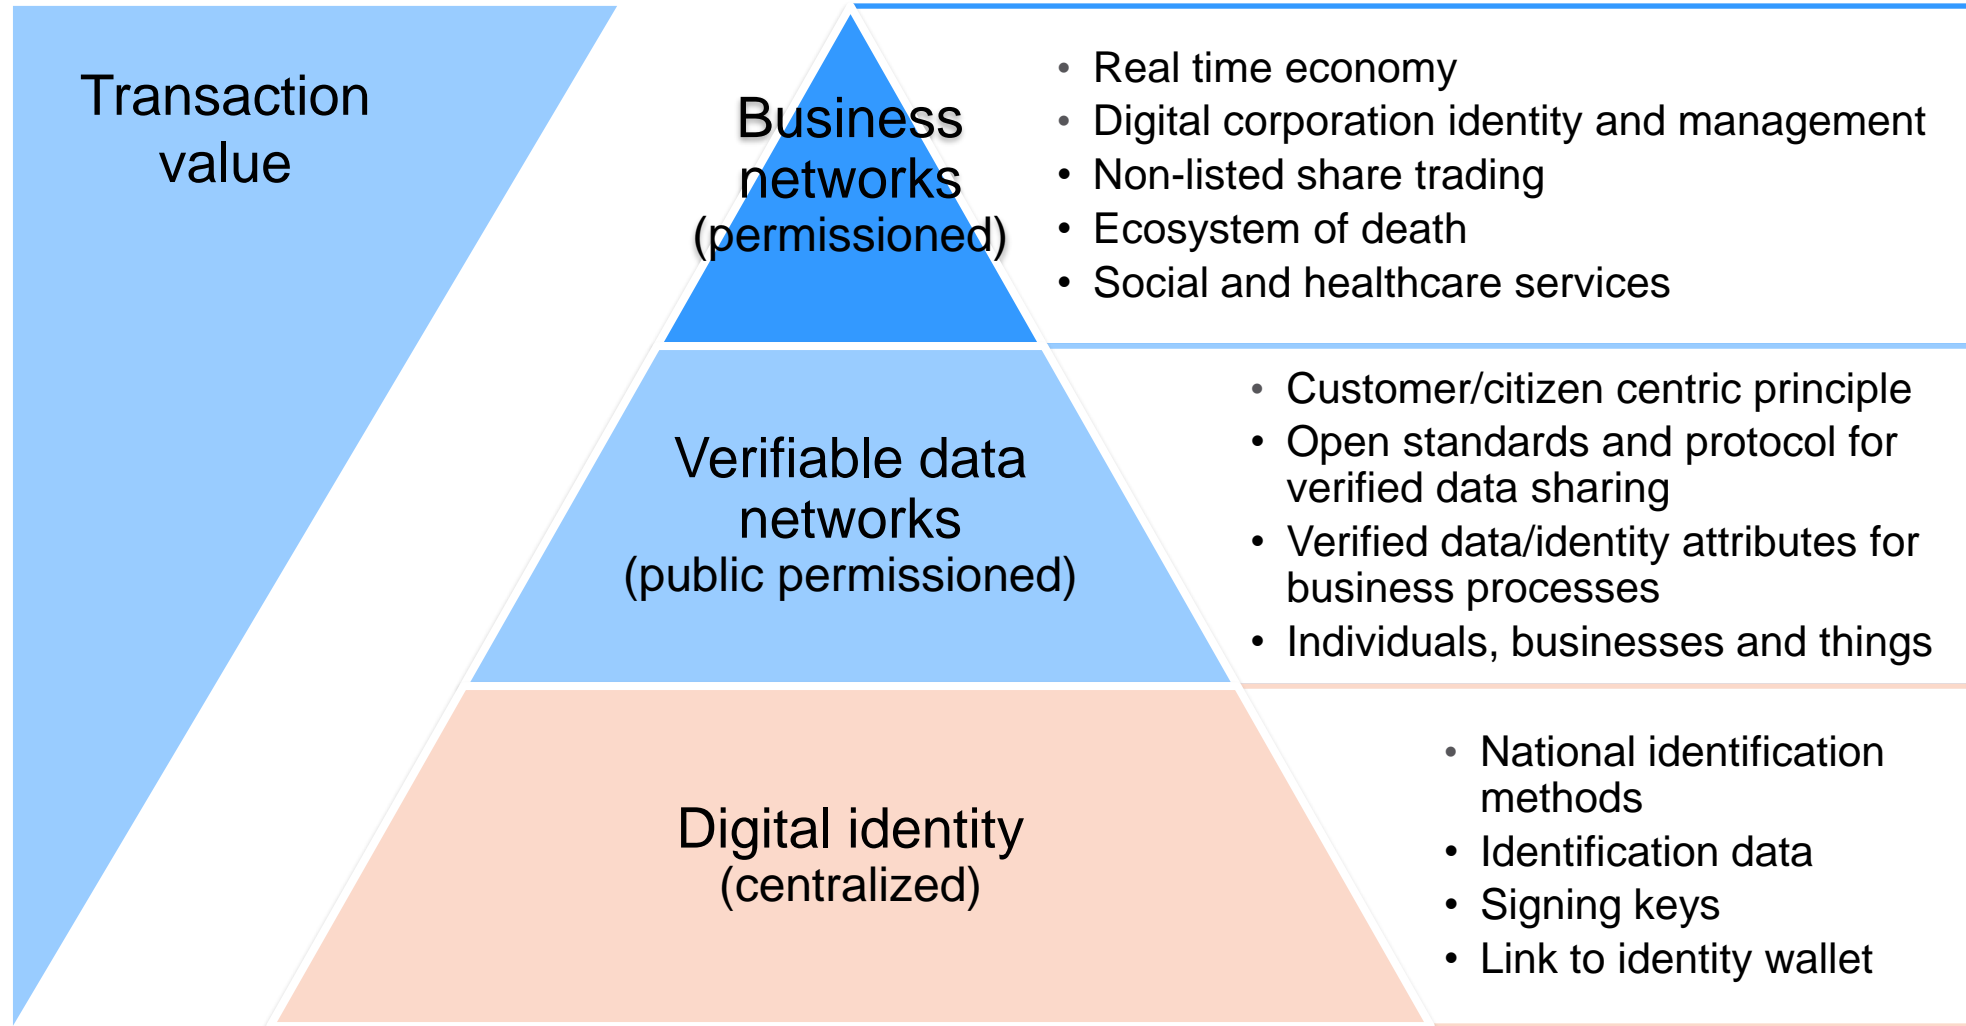 Transaction
value
Business
networks
(permissioned)
• Real time economy
• Digital corporation identity and management
• Non-listed share trading
• Ecosystem of death
• Social and healthcare services
Verifiable data
networks
(public permissioned)
• Customer/citizen centric principle
• Open standards and protocol for
verified data sharing
• Verified data/identity attributes for
business processes
• Individuals, businesses and things
Digital identity
(centralized)
• National identification
methods
• Identification data
• Signing keys
• Link to identity wallet